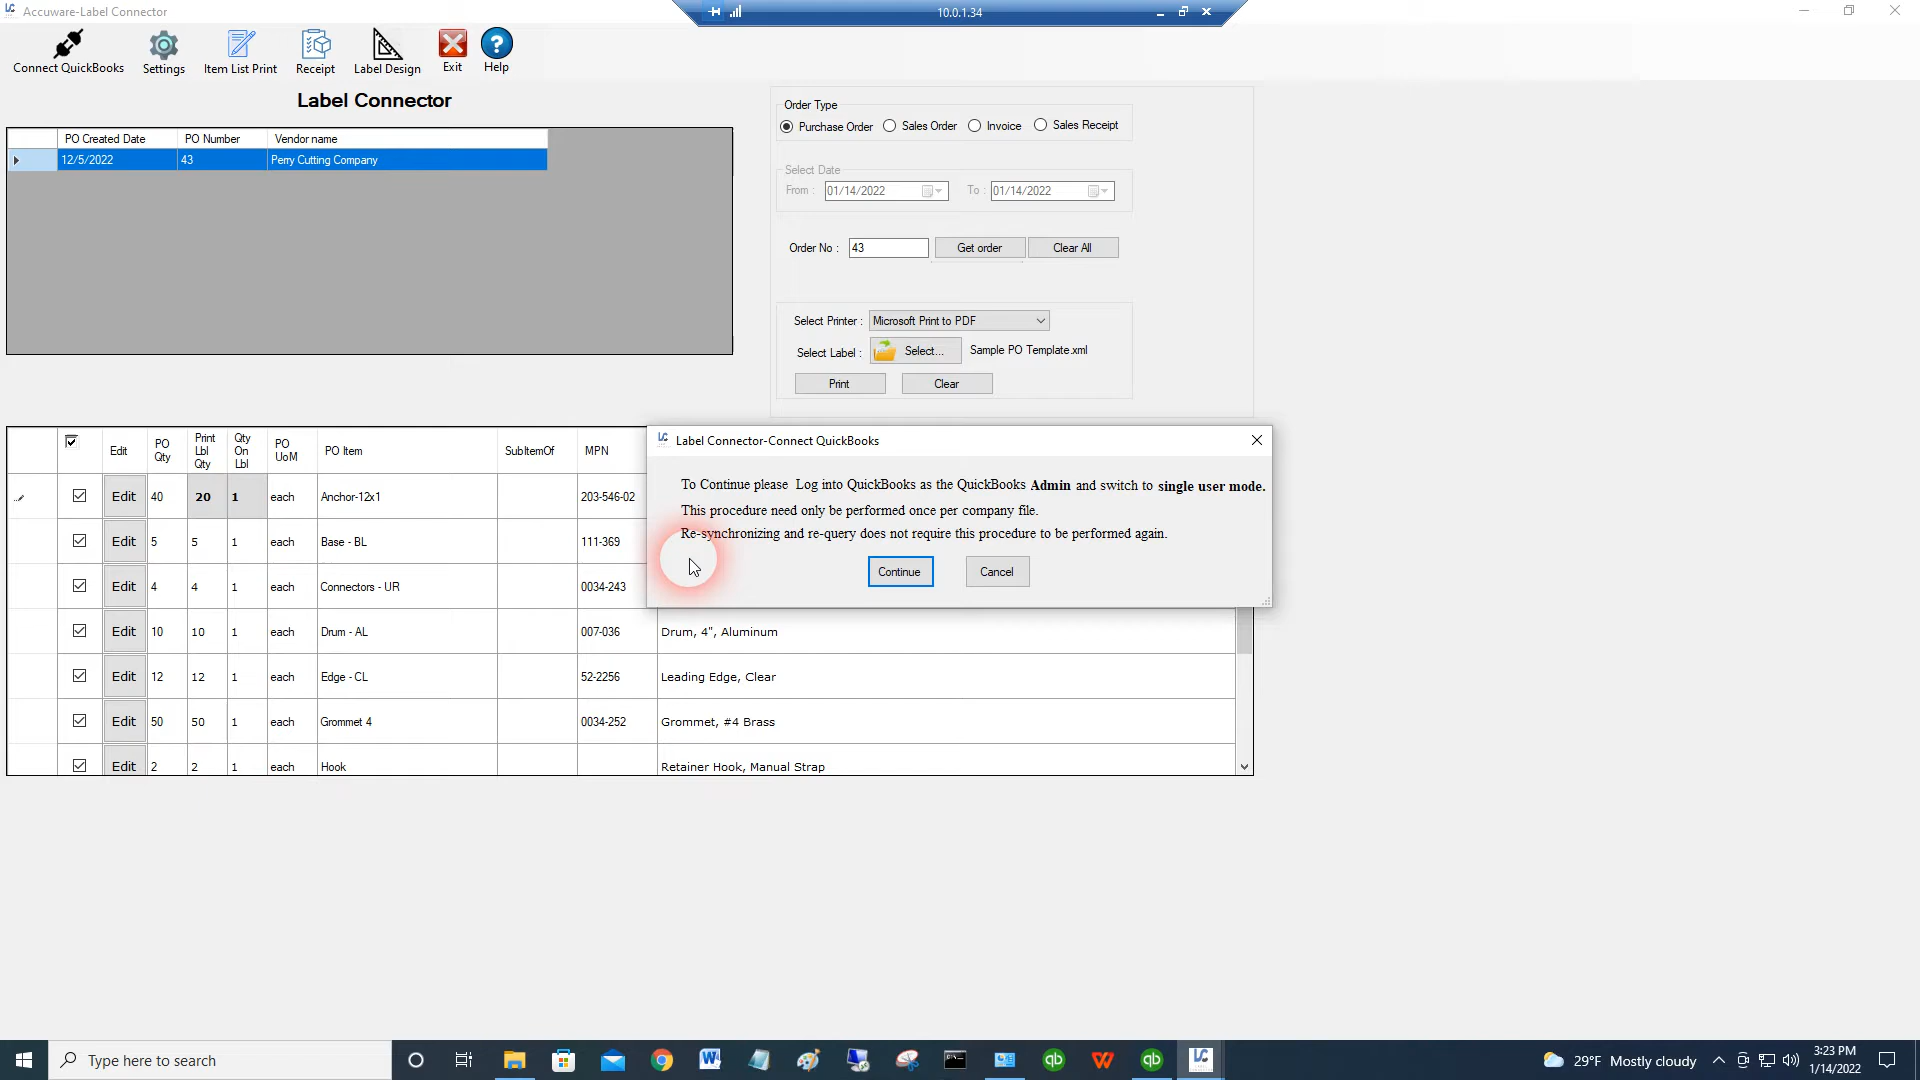 Accuware-Label Connector
10.0.1.34
Connect QuickBooks
Settings
Item List Print
Receipt
Label Design
Exit
Help
Label Connector
PO Created Date PO Number Vendor name
12/5/2022 43 Perry Cutting Company
Order Type
Purchase Order Sales Order Invoice Sales Receipt
Select Date
From : 01/14/2022 To : 01/14/2022
Order No : 43 Get order Clear All
Select Printer : Microsoft Print to PDF
Select Label : Select... Sample PO Template.xml
Print Clear
Edit PO Qty Print Lbl Qty Qty On Lbl PO UoM PO Item SubItemOf MPN
Edit 40 20 1 each Anchor-12x1 203-546-02
Edit 5 5 1 each Base - BL 111-369
Edit 4 4 1 each Connectors - UR 0034-243
Edit 10 10 1 each Drum - AL 007-036 Drum, 4", Aluminum
Edit 12 12 1 each Edge - CL 52-2256 Leading Edge, Clear
Edit 50 50 1 each Grommet 4 0034-252 Grommet, #4 Brass
Edit 2 2 1 each Hook Retainer Hook, Manual Strap
Label Connector-Connect QuickBooks
To Continue please Log into QuickBooks as the QuickBooks Admin and switch to single user mode.
This procedure need only be performed once per company file.
Re-synchronizing and re-query does not require this procedure to be performed again.
Continue Cancel
Type here to search
29°F Mostly cloudy
3:23 PM
1/14/2022